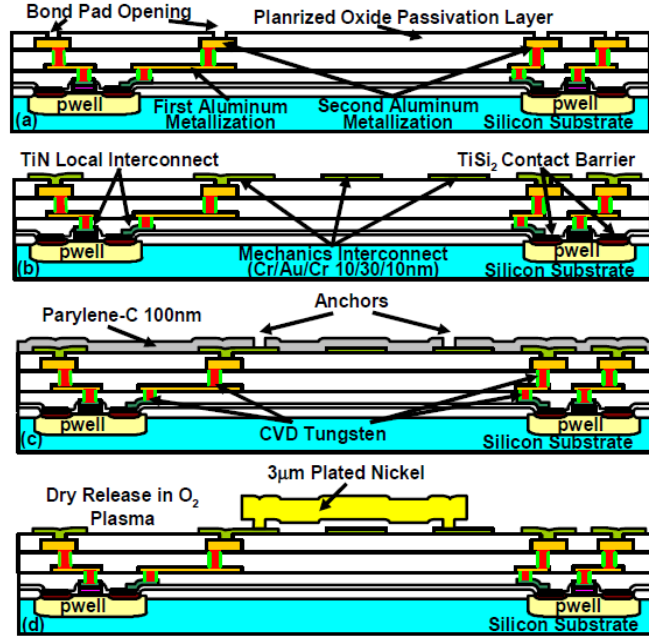 Bond Pad Opening
Planrized Oxide Passivation Layer
pwell
First Aluminum
Metallization
Second Aluminum
Metallization
pwell
Silicon Substrate
(a)
TiN Local Interconnect
TiSi2 Contact Barrier
pwell
Mechanics Interconnect
(Cr/Au/Cr 10/30/10nm)
pwell
Silicon Substrate
(b)
Parylene-C 100nm
Anchors
pwell
CVD Tungsten
pwell
Silicon Substrate
(c)
3μm Plated Nickel
Dry Release in O2
Plasma
pwell
pwell
Silicon Substrate
(d)